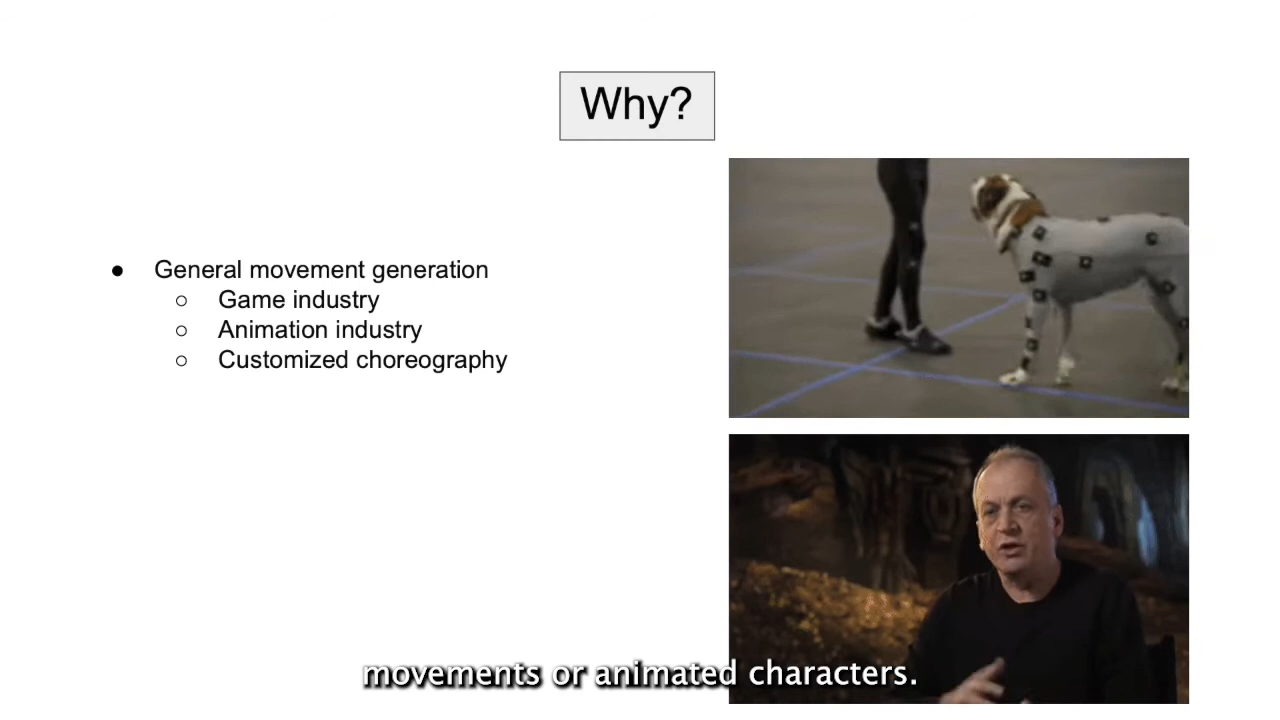 Why?
● General movement generation
○ Game industry
○ Animation industry
○ Customized choreography
movements or animated characters.